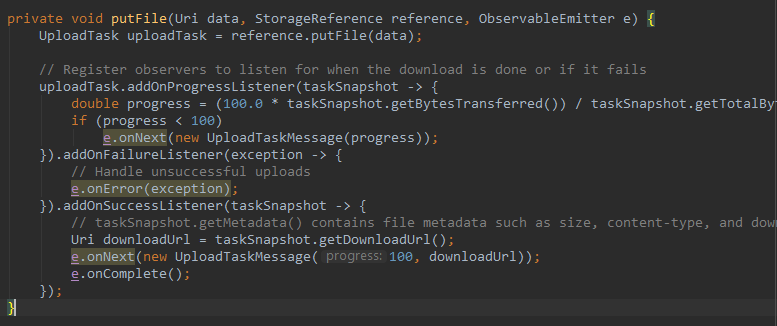 private void putFile(Uri data, StorageReference reference, ObservableEmitter e) {
UploadTask uploadTask = reference.putFile(data);
// Register observers to listen for when the download is done or if it fails
uploadTask.addOnProgressListener(taskSnapshot -> {
double progress = (100.0 * taskSnapshot.getBytesTransferred()) / taskSnapshot.getTotalByt
if (progress < 100)
e.onNext(new UploadTaskMessage(progress));
}).addOnFailureListener(exception -> {
// Handle unsuccessful uploads
e.onError(exception);
}).addOnSuccessListener(taskSnapshot -> {
// taskSnapshot.getMetadata() contains file metadata such as size, content-type, and dow
Uri downloadUrl = taskSnapshot.getDownloadUrl();
e.onNext(new UploadTaskMessage( progress: 100, downloadUrl));
e.onComplete();
});
}